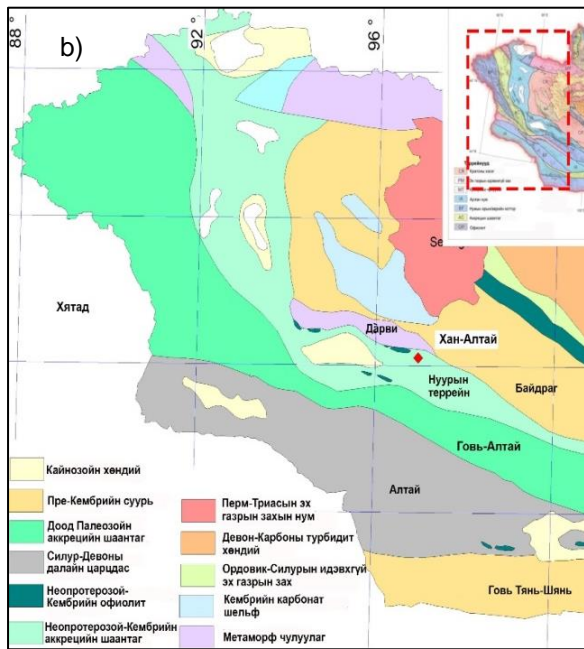 b)
88°
92°
96°
Хятад
Дарви
Хан-Алтай
Нуурын
террейн
Байдраг
Говь-Алтай
Алтай
Говь Тянь-Шянь
Кайнозойн хөндий
Пре-Кембрийн суурь
Доод Палеозойн
аккрецийн шаантаг
Силур-Девоны
далайн царцдас
Неопротерозой-
Кембрийн офиолит
Неопротерозой-Кембрийн
аккрецийн шаантаг
Перм-Триасын эх
газрын захын нум
Девон-Карбоны турбидит
хөндий
Ордовик-Силурын идэвхгүй
эх газрын зах
Кембрийн карбонат
шельф
Метаморф чулуулаг